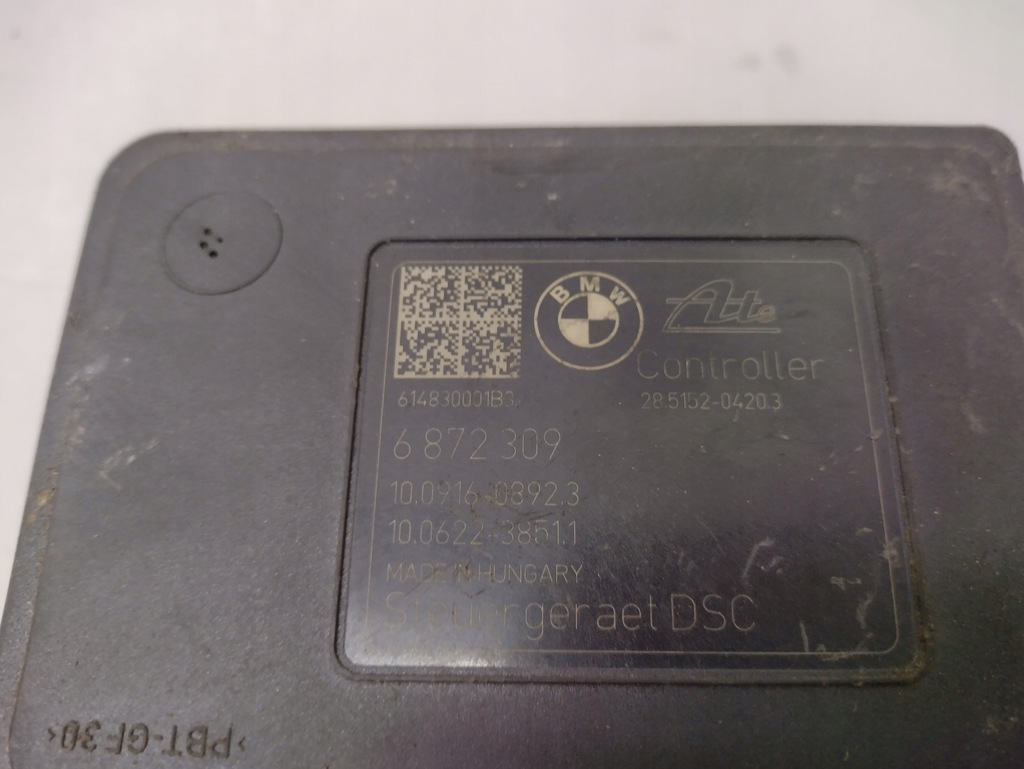 BMW
Ate
Controller
614830001B3
28.5152-0420.3
6 872 309
10.0916-0892.3
10.0622-3851.1
MADE IN HUNGARY
Steuergeraet DSC
>PBT-GF30<